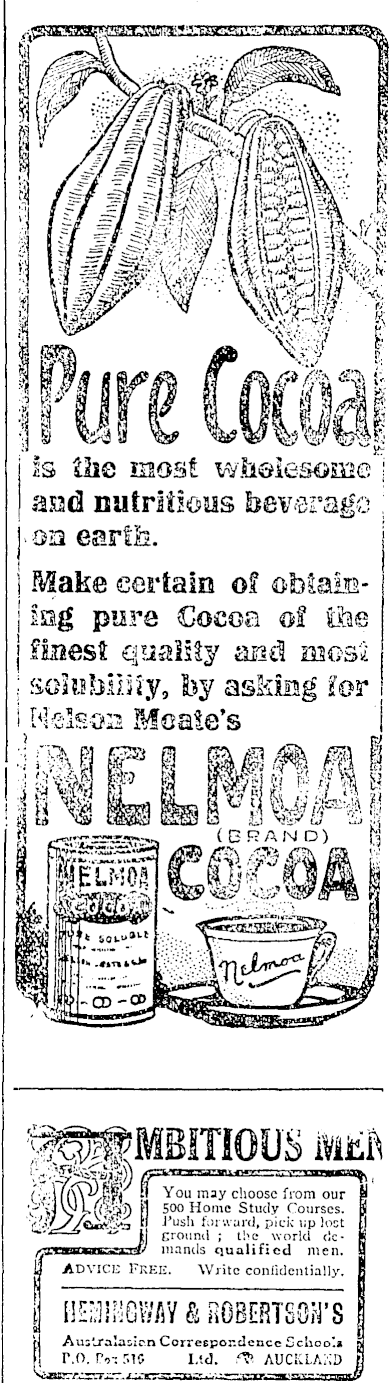 Pure Cocoa
is the most wholesome
and nutritious beverage
on earth.
Make certain of obtain-
ing pure Cocoa of the
finest quality and most
solubility, by asking for
Nelson Moate's
NELMOA
(BRAND)
COCOA
NELMOA
COCOA
PURE SOLUBLE
Nelmoa
AMBITIOUS MEN
You may choose from our
500 Home Study Courses.
Push forward, pick up lost
ground ; the world de-
mands qualified men.
ADVICE FREE. Write confidentially.
HEMINGWAY & ROBERTSON'S
Australasian Correspondence Schools
P.O. Box 516 Ltd. AUCKLAND